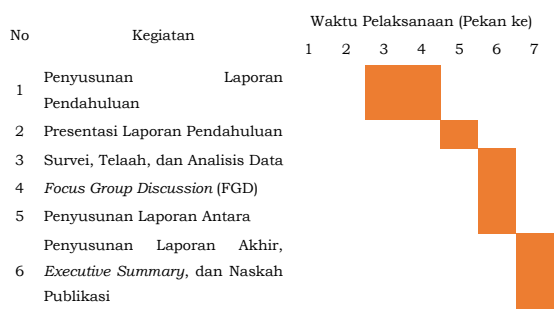 No Kegiatan Waktu Pelaksanaan (Pekan ke)
1 2 3 4 5 6 7
1 Penyusunan Laporan
Pendahuluan
2 Presentasi Laporan Pendahuluan
3 Survei, Telaah, dan Analisis Data
4 Focus Group Discussion (FGD)
5 Penyusunan Laporan Antara
Penyusunan Laporan Akhir,
6 Executive Summary, dan Naskah
Publikasi